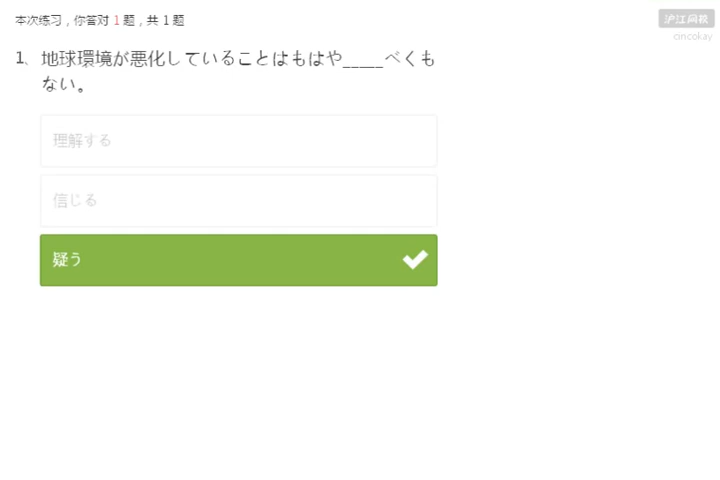 本次练习，你答对 1 题，共 1 题
沪江网校
cincokay
1、地球環境が悪化していることはもはや_____べくも
ない。
理解する
信じる
疑う